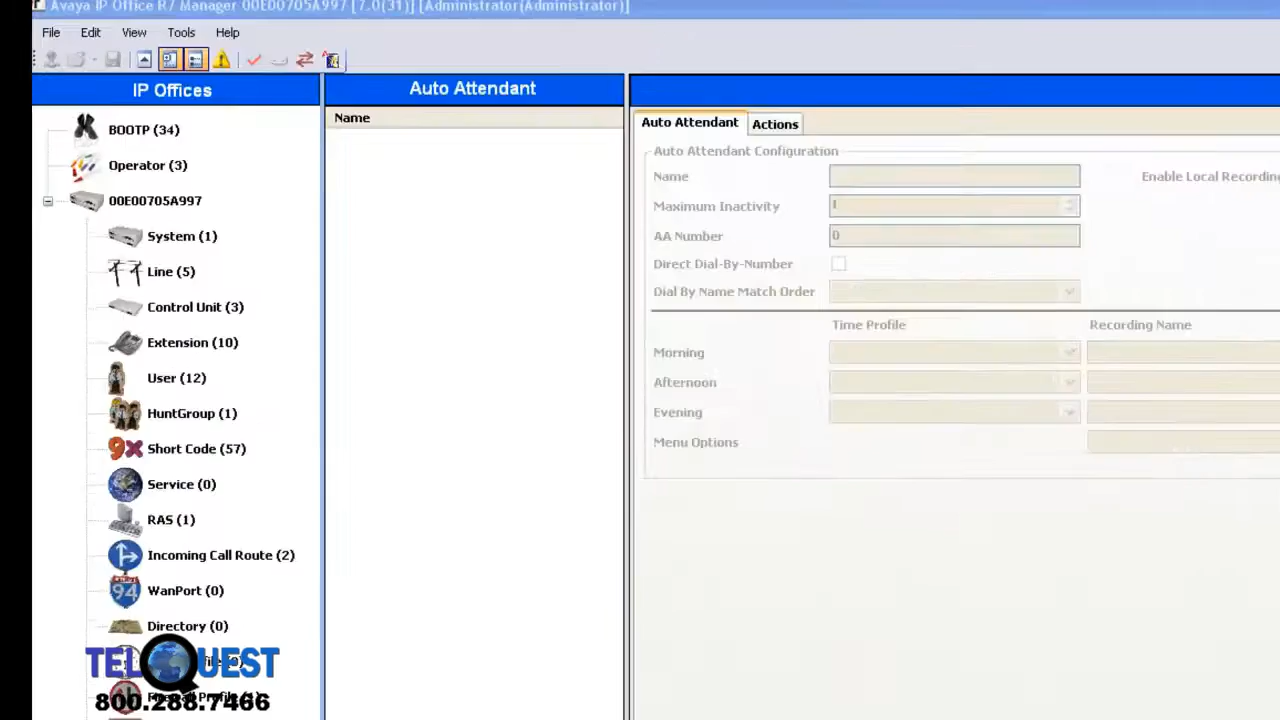 Avaya IP Office R7 Manager 00E00705A997 [7.0(31)] [Administrator(Administrator)]
File Edit View Tools Help
IP Offices
BOOTP (34)
Operator (3)
00E00705A997
System (1)
Line (5)
Control Unit (3)
Extension (10)
User (12)
HuntGroup (1)
Short Code (57)
Service (0)
RAS (1)
Incoming Call Route (2)
WanPort (0)
Directory (0)
TELQUEST
800.288.7466
Auto Attendant
Name
Auto Attendant Actions
Auto Attendant Configuration
Name Enable Local Recording
Maximum Inactivity 1
AA Number 0
Direct Dial-By-Number
Dial By Name Match Order
Time Profile Recording Name
Morning
Afternoon
Evening
Menu Options